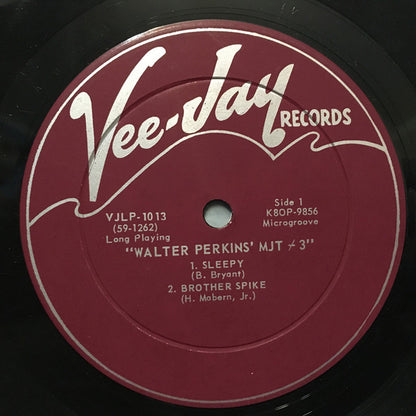 Vee-Jay
RECORDS
VJLP-1013
(59-1262)
Long Playing
Side 1
K8OP-9856
Microgroove
"WALTER PERKINS' MJT + 3"
1. SLEEPY
(B. Bryant)
2. BROTHER SPIKE
(H. Mabern, Jr.)